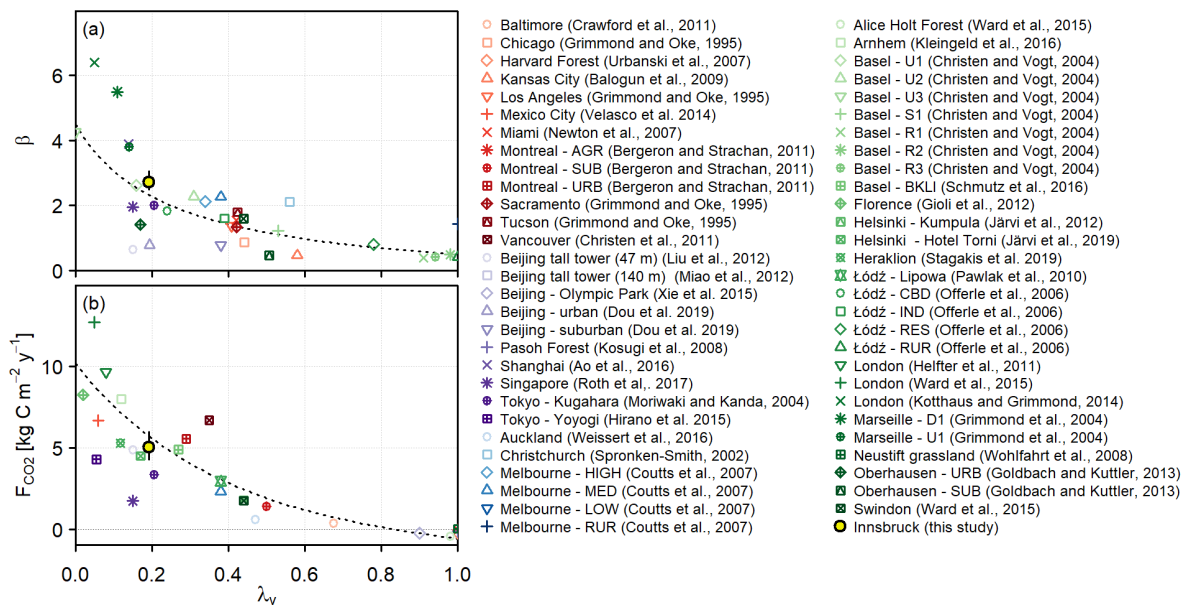 (a)
6
4
2
0
β
(b)
10
5
0
F_CO2 [kg C m⁻² y⁻¹]
0.0 0.2 0.4 0.6 0.8 1.0
λ_v
Baltimore (Crawford et al., 2011)
Chicago (Grimmond and Oke, 1995)
Harvard Forest (Urbanski et al., 2007)
Kansas City (Balogun et al., 2009)
Los Angeles (Grimmond and Oke, 1995)
Mexico City (Velasco et al. 2014)
Miami (Newton et al., 2007)
Montreal - AGR (Bergeron and Strachan, 2011)
Montreal - SUB (Bergeron and Strachan, 2011)
Montreal - URB (Bergeron and Strachan, 2011)
Sacramento (Grimmond and Oke, 1995)
Tucson (Grimmond and Oke, 1995)
Vancouver (Christen et al., 2011)
Beijing tall tower (47 m) (Liu et al., 2012)
Beijing tall tower (140 m) (Miao et al., 2012)
Beijing - Olympic Park (Xie et al. 2015)
Beijing - urban (Dou et al. 2019)
Beijing - suburban (Dou et al. 2019)
Pasoh Forest (Kosugi et al., 2008)
Shanghai (Ao et al., 2016)
Singapore (Roth et al,. 2017)
Tokyo - Kugahara (Moriwaki and Kanda, 2004)
Tokyo - Yoyogi (Hirano et al. 2015)
Auckland (Weissert et al., 2016)
Christchurch (Spronken-Smith, 2002)
Melbourne - HIGH (Coutts et al., 2007)
Melbourne - MED (Coutts et al., 2007)
Melbourne - LOW (Coutts et al., 2007)
Melbourne - RUR (Coutts et al., 2007)
Alice Holt Forest (Ward et al., 2015)
Arnhem (Kleingeld et al., 2016)
Basel - U1 (Christen and Vogt, 2004)
Basel - U2 (Christen and Vogt, 2004)
Basel - U3 (Christen and Vogt, 2004)
Basel - S1 (Christen and Vogt, 2004)
Basel - R1 (Christen and Vogt, 2004)
Basel - R2 (Christen and Vogt, 2004)
Basel - R3 (Christen and Vogt, 2004)
Basel - BKLI (Schmutz et al., 2016)
Florence (Gioli et al., 2012)
Helsinki - Kumpula (Järvi et al., 2012)
Helsinki - Hotel Torni (Järvi et al., 2019)
Heraklion (Stagakis et al. 2019)
Łódź - Lipowa (Pawlak et al., 2010)
Łódź - CBD (Offerle et al., 2006)
Łódź - IND (Offerle et al., 2006)
Łódź - RES (Offerle et al., 2006)
Łódź - RUR (Offerle et al., 2006)
London (Helfter et al., 2011)
London (Ward et al., 2015)
London (Kotthaus and Grimmond, 2014)
Marseille - D1 (Grimmond et al., 2004)
Marseille - U1 (Grimmond et al., 2004)
Neustift grassland (Wohlfahrt et al., 2008)
Oberhausen - URB (Goldbach and Kuttler, 2013)
Oberhausen - SUB (Goldbach and Kuttler, 2013)
Swindon (Ward et al., 2015)
Innsbruck (this study)